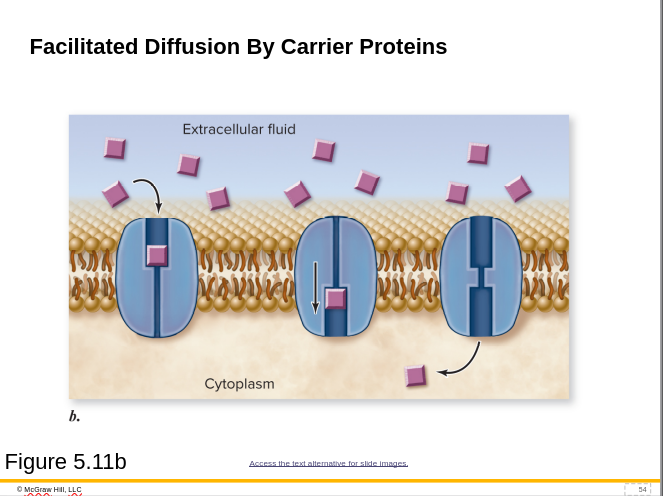 Facilitated Diffusion By Carrier Proteins
Extracellular fluid
Cytoplasm
b.
Figure 5.11b
Access the text alternative for slide images.
© McGraw Hill, LLC
54